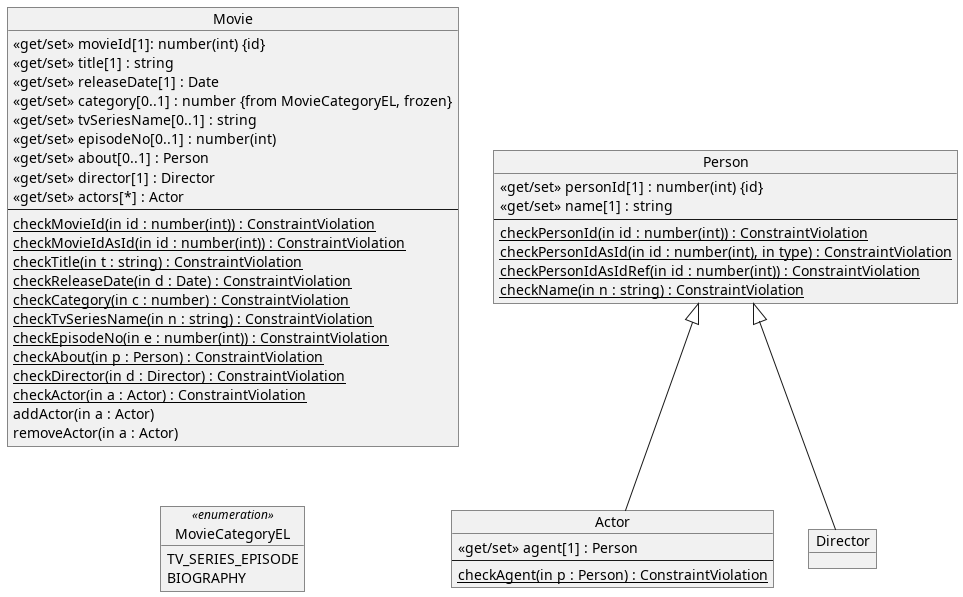 Movie
«get/set» movieId[1]: number(int) {id}
«get/set» title[1] : string
«get/set» releaseDate[1] : Date
«get/set» category[0..1] : number {from MovieCategoryEL, frozen}
«get/set» tvSeriesName[0..1] : string
«get/set» episodeNo[0..1] : number(int)
«get/set» about[0..1] : Person
«get/set» director[1] : Director
«get/set» actors[*] : Actor
checkMovieId(in id : number(int)) : ConstraintViolation
checkMovieIdAsId(in id : number(int)) : ConstraintViolation
checkTitle(in t : string) : ConstraintViolation
checkReleaseDate(in d : Date) : ConstraintViolation
checkCategory(in c : number) : ConstraintViolation
checkTvSeriesName(in n : string) : ConstraintViolation
checkEpisodeNo(in e : number(int)) : ConstraintViolation
checkAbout(in p : Person) : ConstraintViolation
checkDirector(in d : Director) : ConstraintViolation
checkActor(in a : Actor) : ConstraintViolation
addActor(in a : Actor)
removeActor(in a : Actor)
Person
«get/set» personId[1] : number(int) {id}
«get/set» name[1] : string
checkPersonId(in id : number(int)) : ConstraintViolation
checkPersonIdAsId(in id : number(int), in type) : ConstraintViolation
checkPersonIdAsIdRef(in id : number(int)) : ConstraintViolation
checkName(in n : string) : ConstraintViolation
«enumeration»
MovieCategoryEL
TV_SERIES_EPISODE
BIOGRAPHY
Actor
«get/set» agent[1] : Person
checkAgent(in p : Person) : ConstraintViolation
Director